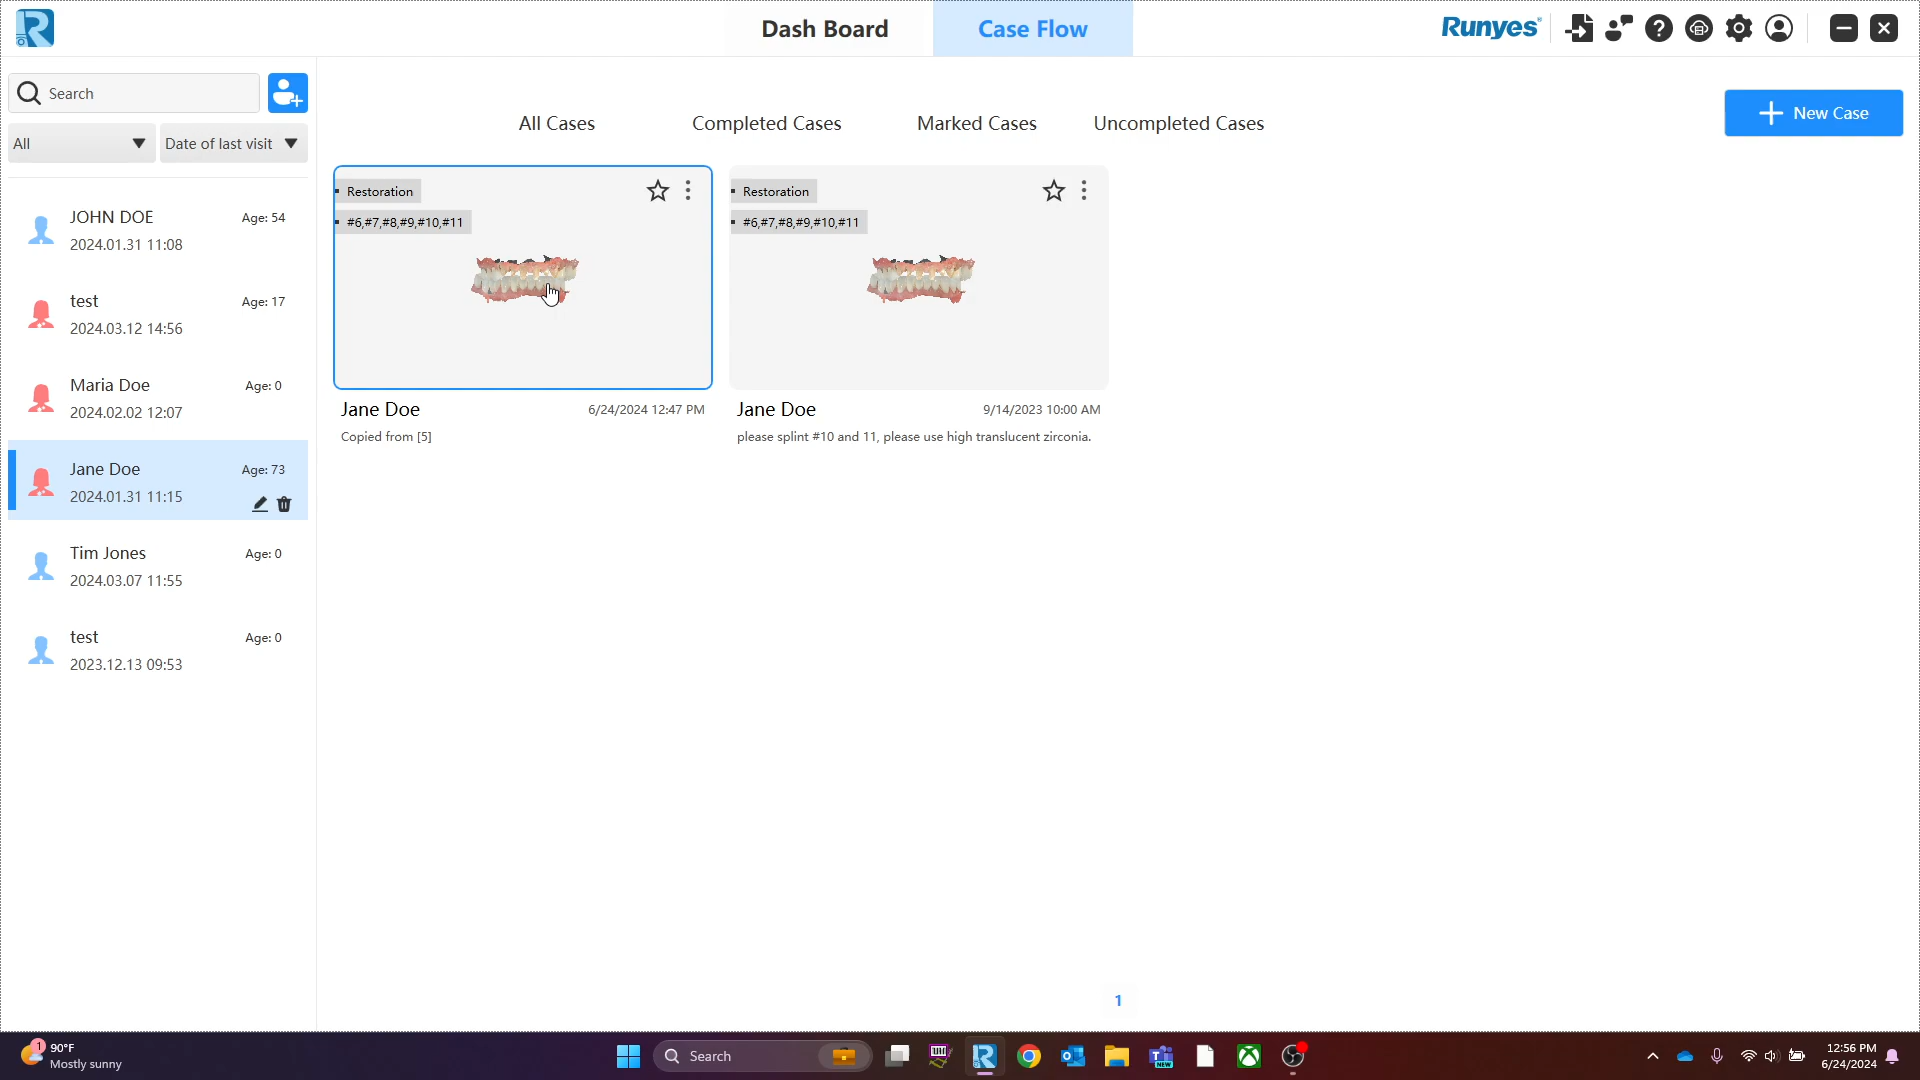 Dash Board
Case Flow
Runyes
Search
All
Date of last visit
All Cases
Completed Cases
Marked Cases
Uncompleted Cases
New Case
JOHN DOE
Age: 54
2024.01.31 11:08
test
Age: 17
2024.03.12 14:56
Maria Doe
Age: 0
2024.02.02 12:07
Jane Doe
Age: 73
2024.01.31 11:15
Tim Jones
Age: 0
2024.03.07 11:55
test
Age: 0
2023.12.13 09:53
Restoration
#6,#7,#8,#9,#10,#11
Jane Doe
6/24/2024 12:47 PM
Copied from [5]
Restoration
#6,#7,#8,#9,#10,#11
Jane Doe
9/14/2023 10:00 AM
please splint #10 and 11, please use high translucent zirconia.
1
1
90°F
Mostly sunny
Search
NEW
12:56 PM
6/24/2024